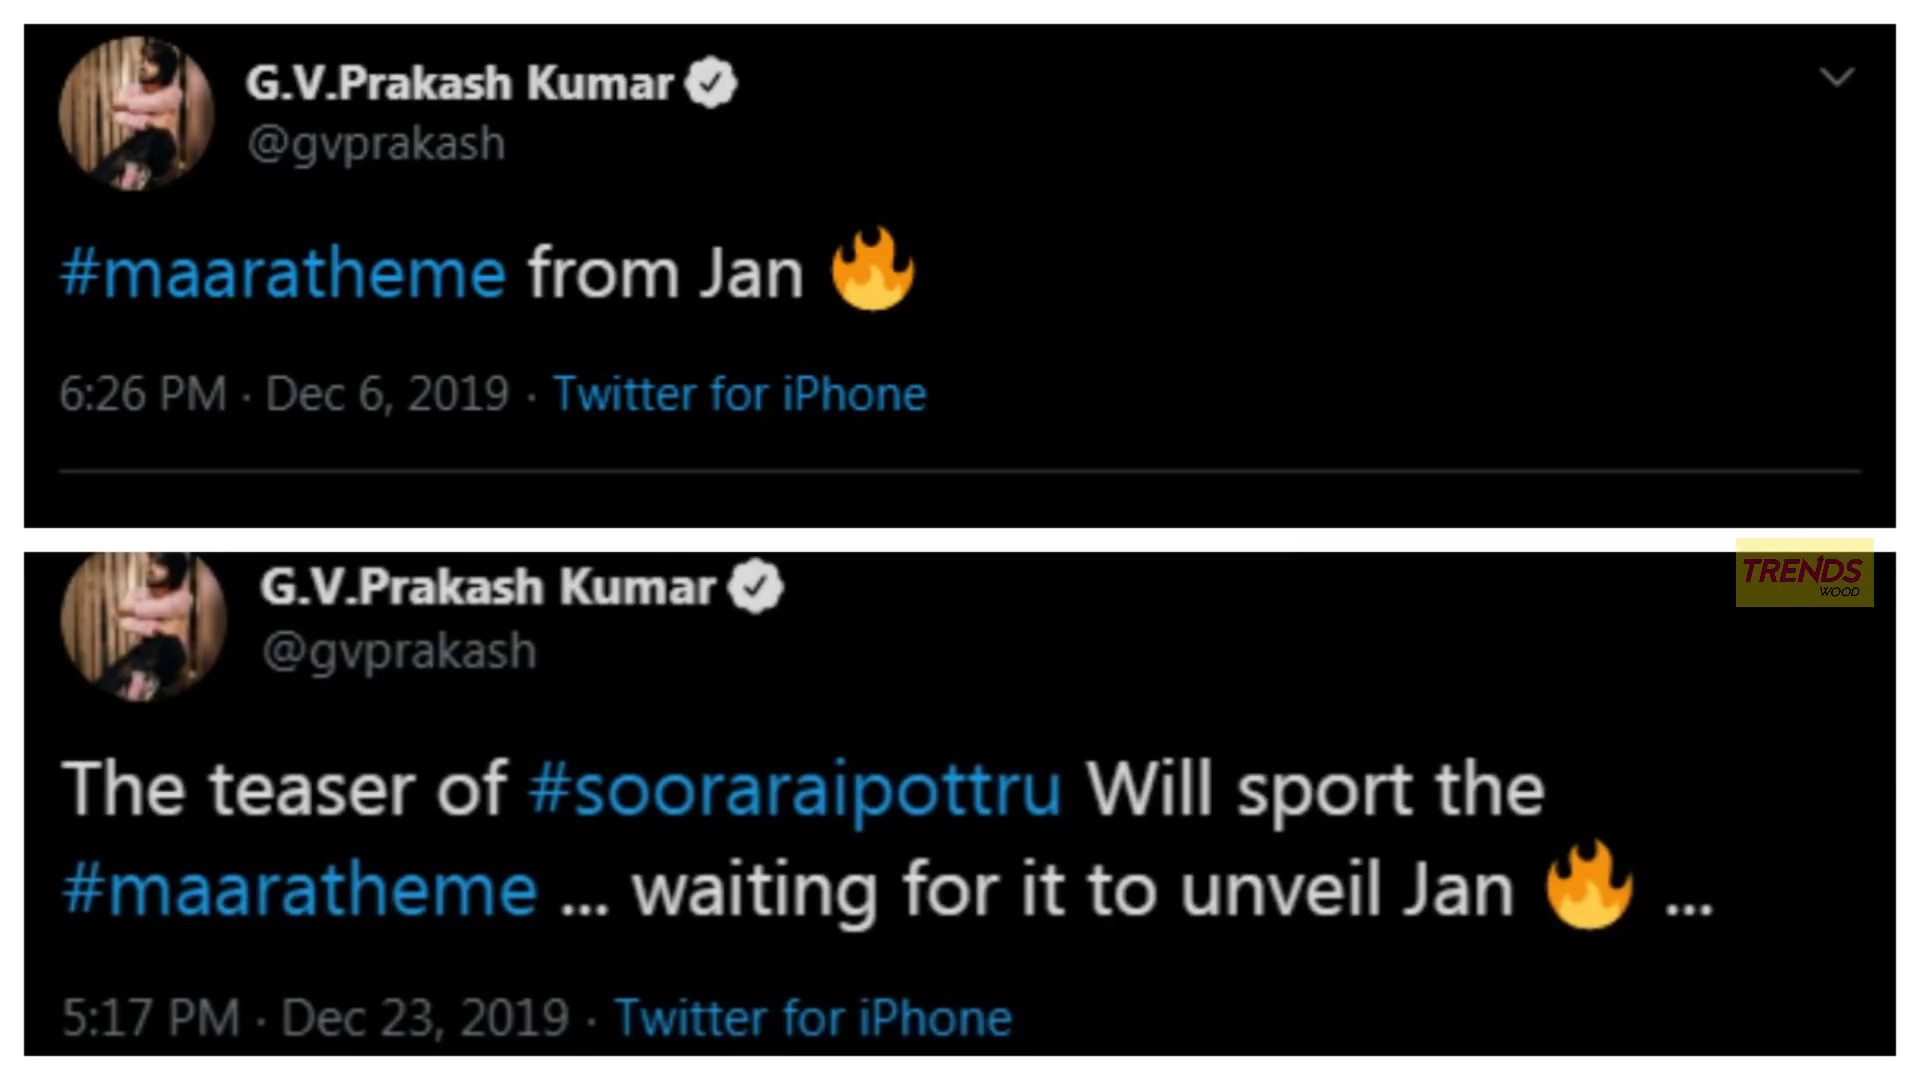 G.V.Prakash Kumar
@gvprakash
#maaratheme from Jan 🔥
6:26 PM · Dec 6, 2019 · Twitter for iPhone
TRENDS
WOOD
G.V.Prakash Kumar
@gvprakash
The teaser of #sooraraipottru Will sport the
#maaratheme ... waiting for it to unveil Jan 🔥 ...
5:17 PM · Dec 23, 2019 · Twitter for iPhone